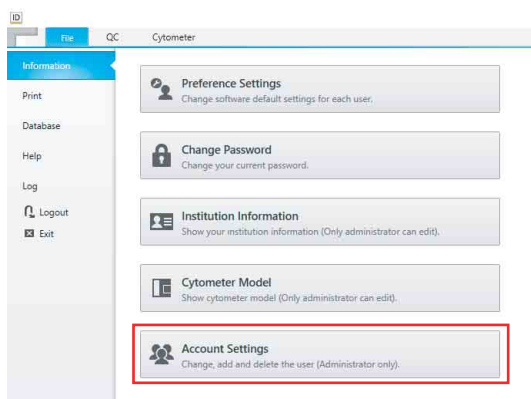 ID
File QC Cytometer
Information
Print
Database
Help
Log
Logout
Exit
Preference Settings
Change software default settings for each user.
Change Password
Change your current password.
Institution Information
Show your institution information (Only administrator can edit).
Cytometer Model
Show cytometer model (Only administrator can edit).
Account Settings
Change, add and delete the user (Administrator only).